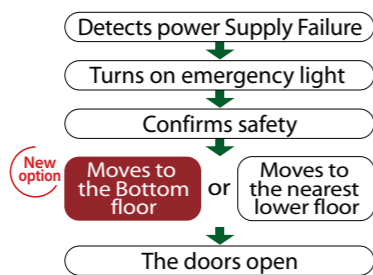 Detects power Supply Failure
Turns on emergency light
Confirms safety
New
option
Moves to
the Bottom
floor
or
Moves to
the nearest
lower floor
The doors open